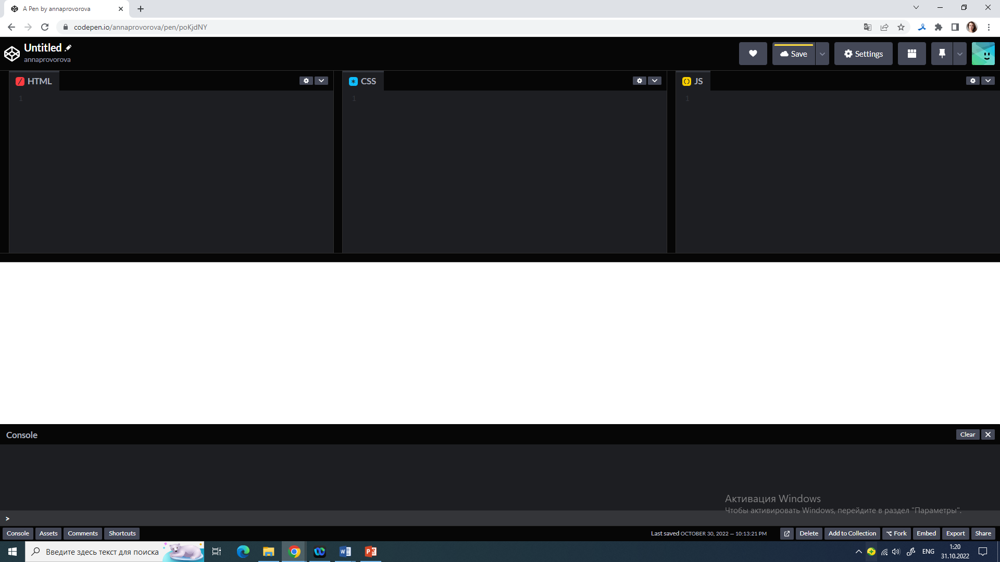 A Pen by annaprovorova
codepen.io/annaprovorova/pen/poKjdNY
Untitled
annaprovorova
Save
Settings
HTML
CSS
JS
1
1
1
Console
Clear
Активация Windows
Чтобы активировать Windows, перейдите в раздел "Параметры".
>
Console Assets Comments Shortcuts
Last saved OCTOBER 30, 2022 — 10:13:21 PM
Delete Add to Collection Fork Embed Export Share
Введите здесь текст для поиска
ENG
1:20
31.10.2022